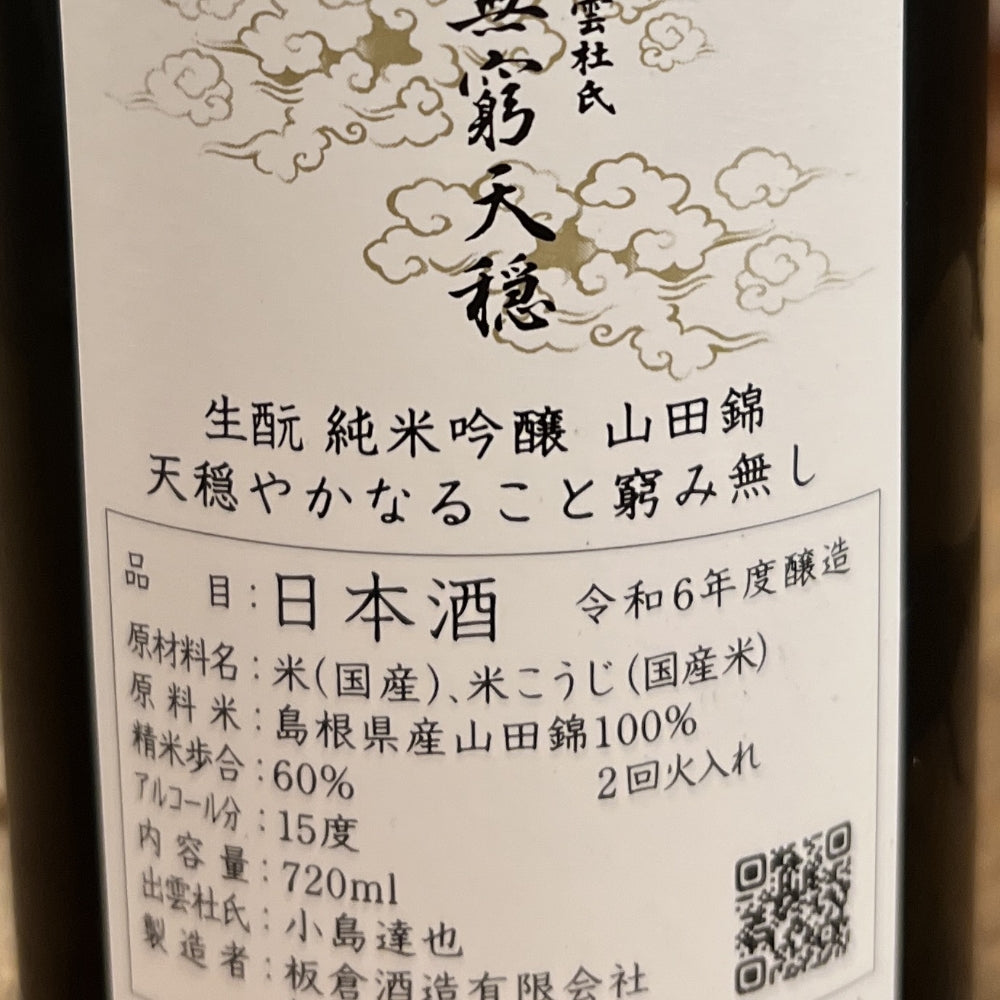 雲杜氏
無窮天穏
生酛 純米吟醸 山田錦
天穏やかなること窮み無し
品目：日本酒 令和6年度醸造
原材料名：米(国産)、米こうじ(国産米)
原料米：島根県産山田錦100%
精米歩合：60% 2回火入れ
アルコール分：15度
内容量：720ml
出雲杜氏：小島達也
製造者：板倉酒造有限会社